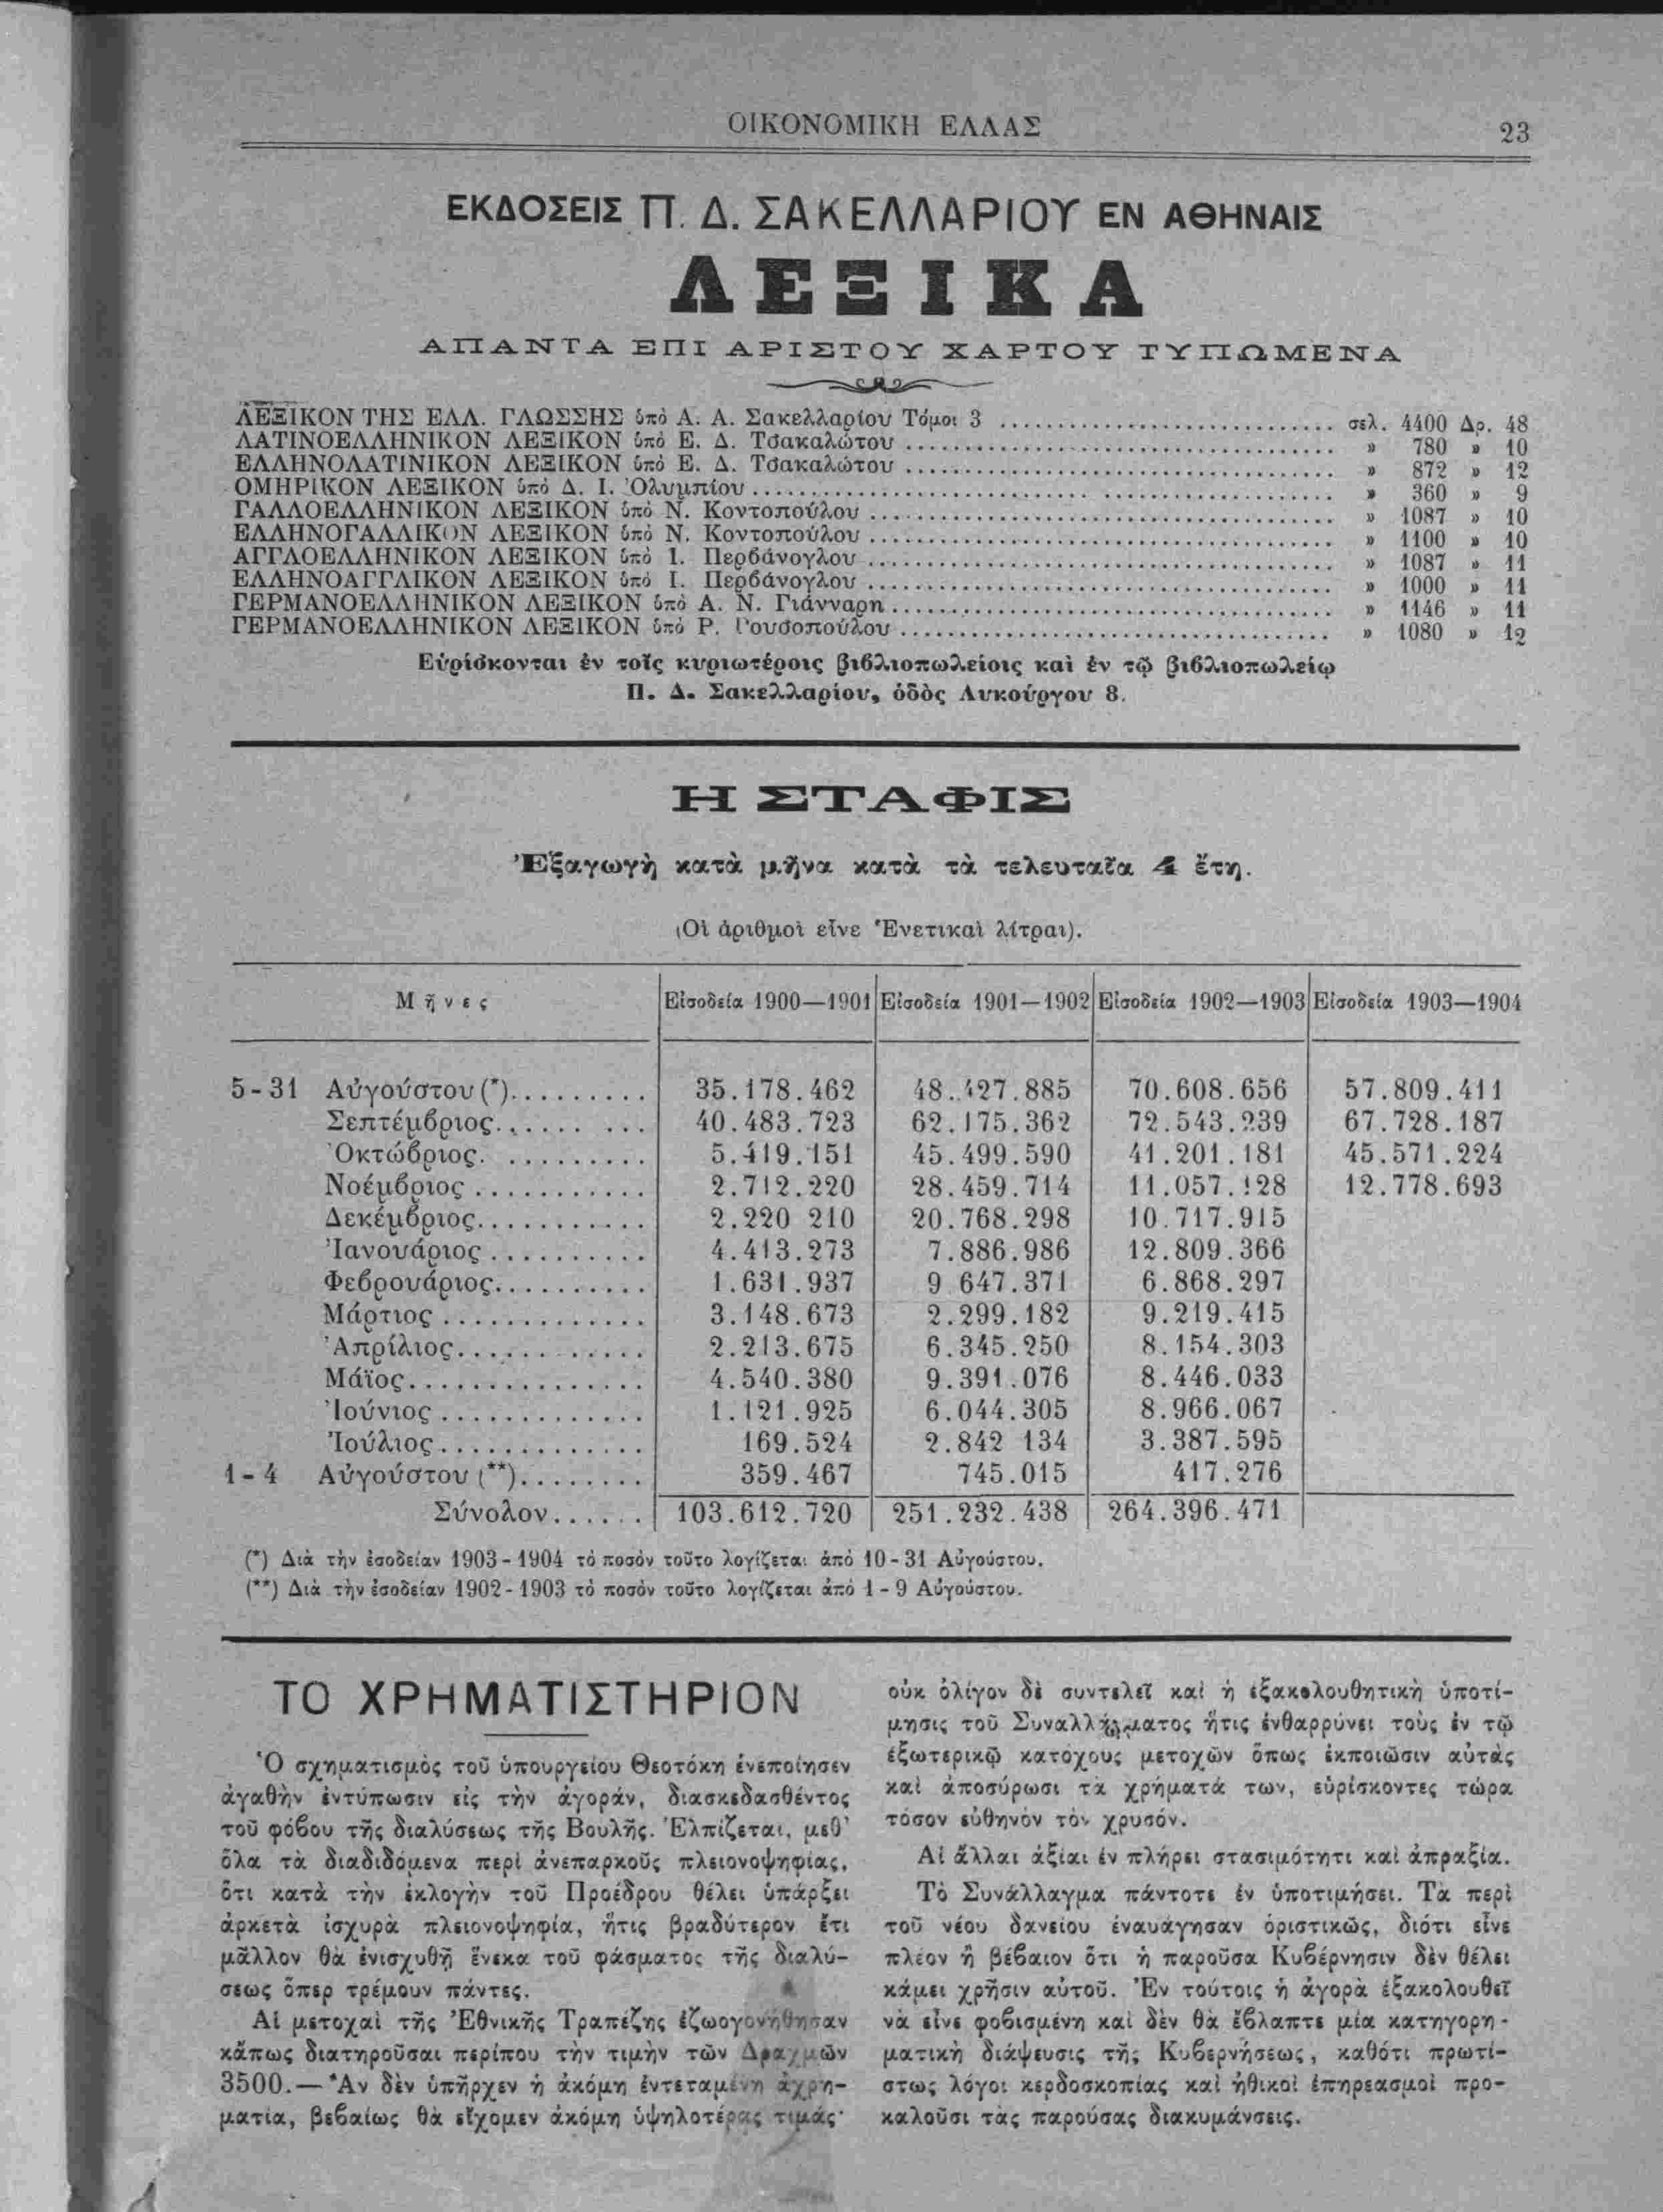 ΟΙΚΟΝΟΜΙΚΗ ΕΛΛΑΣ 23
ΕΚΔΟΣΕΙΣ Π. Δ. ΣΑΚΕΛΛΑΡΙΟΥ ΕΝ ΑΘΗΝΑΙΣ
ΛΕΞΙΚΑ
ΑΠΑΝΤΑ ΕΠΙ ΑΡΙΣΤΟΥ ΧΑΡΤΟΥ ΤΥΠΩΜΕΝΑ
ΛΕΞΙΚΟΝ ΤΗΣ ΕΛΛ. ΓΛΩΣΣΗΣ ὑπὸ Α. Α. Σακελλαρίου Τόμοι 3 ........ σελ. 4400 Δρ. 48
ΛΑΤΙΝΟΕΛΛΗΝΙΚΟΝ ΛΕΞΙΚΟΝ ὑπὸ Ε. Δ. Τσακαλώτου ........ » 780 » 10
ΕΛΛΗΝΟΛΑΤΙΝΙΚΟΝ ΛΕΞΙΚΟΝ ὑπὸ Ε. Δ. Τσακαλώτου ........ » 872 » 12
ΟΜΗΡΙΚΟΝ ΛΕΞΙΚΟΝ ὑπὸ Δ. Ι. Ὀλυμπίου ........ » 360 » 9
ΓΑΛΛΟΕΛΛΗΝΙΚΟΝ ΛΕΞΙΚΟΝ ὑπὸ Ν. Κοντοπούλου ........ » 1087 » 10
ΕΛΛΗΝΟΓΑΛΛΙΚΟΝ ΛΕΞΙΚΟΝ ὑπὸ Ν. Κοντοπούλου ........ » 1100 » 10
ΑΓΓΛΟΕΛΛΗΝΙΚΟΝ ΛΕΞΙΚΟΝ ὑπὸ Ι. Περβάνογλου ........ » 1087 » 11
ΕΛΛΗΝΟΑΓΓΛΙΚΟΝ ΛΕΞΙΚΟΝ ὑπὸ Ι. Περβάνογλου ........ » 1000 » 11
ΓΕΡΜΑΝΟΕΛΛΗΝΙΚΟΝ ΛΕΞΙΚΟΝ ὑπὸ Α. Ν. Γιάνναρη ........ » 1146 » 11
ΓΕΡΜΑΝΟΕΛΛΗΝΙΚΟΝ ΛΕΞΙΚΟΝ ὑπὸ Ρ. Ῥουσοπούλου ........ » 1080 » 12
Εὑρίσκονται ἐν τοῖς κυριωτέροις βιβλιοπωλείοις καὶ ἐν τῷ βιβλιοπωλείῳ
Π. Δ. Σακελλαρίου, ὁδὸς Λυκούργου 8.
Η ΣΤΑΦΙΣ
Ἐξαγωγὴ κατὰ μῆνα κατὰ τὰ τελευταῖα 4 ἔτη.
(Οἱ ἀριθμοὶ εἶνε Ἑνετικαὶ λίτραι).
Μῆνες Εἰσοδεία 1900—1901 Εἰσοδεία 1901—1902 Εἰσοδεία 1902—1903 Εἰσοδεία 1903—1904
5-31 Αὐγούστου (*)......... 35.178.462 48.427.885 70.608.656 57.809.411
Σεπτέμβριος......... 40.483.723 62.175.362 72.543.239 67.728.187
Ὀκτώβριος.......... 5.419.151 45.499.590 41.201.181 45.571.224
Νοέμβριος........... 2.712.220 28.459.714 11.057.128 12.778.693
Δεκέμβριος........... 2.220 210 20.768.298 10.717.915
Ἰανουάριος.......... 4.413.273 7.886.986 12.809.366
Φεβρουάριος.......... 1.631.937 9 647.371 6.868.297
Μάρτιος............. 3.148.673 2.299.182 9.219.415
Ἀπρίλιος............ 2.213.675 6.345.250 8.154.303
Μάϊος............... 4.540.380 9.391.076 8.446.033
Ἰούνιος............. 1.121.925 6.044.305 8.966.067
Ἰούλιος............. 169.524 2.842 134 3.387.595
1-4 Αὐγούστου (**)........ 359.467 745.015 417.276
Σύνολον...... 103.612.720 251.232.438 264.396.471
(*) Διὰ τὴν ἐσοδείαν 1903-1904 τὸ ποσὸν τοῦτο λογίζεται ἀπὸ 10-31 Αὐγούστου.
(**) Διὰ τὴν ἐσοδείαν 1902-1903 τὸ ποσὸν τοῦτο λογίζεται ἀπὸ 1-9 Αὐγούστου.
ΤΟ ΧΡΗΜΑΤΙΣΤΗΡΙΟΝ
Ὁ σχηματισμὸς τοῦ ὑπουργείου Θεοτόκη ἐνεποίησεν
ἀγαθὴν ἐντύπωσιν εἰς τὴν ἀγοράν, διασκεδασθέντος
τοῦ φόβου τῆς διαλύσεως τῆς Βουλῆς. Ἐλπίζεται, μεθ᾽
ὅλα τὰ διαδιδόμενα περὶ ἀνεπαρκοῦς πλειονοψηφίας,
ὅτι κατὰ τὴν ἐκλογὴν τοῦ Προέδρου θέλει ὑπάρξει
ἀρκετὰ ἰσχυρὰ πλειονοψηφία, ἥτις βραδύτερον ἔτι
μᾶλλον θὰ ἐνισχυθῇ ἕνεκα τοῦ φάσματος τῆς διαλύ-
σεως ὅπερ τρέμουν πάντες.
Αἱ μετοχαὶ τῆς Ἐθνικῆς Τραπέζης ἐζωογονήθησαν
κἄπως διατηροῦσαι περίπου τὴν τιμὴν τῶν Δραχμῶν
3500.— Ἂν δὲν ὑπῆρχεν ἡ ἀκόμη ἐντεταμένη ἀχρη-
ματία, βεβαίως θὰ εἴχομεν ἀκόμη ὑψηλοτέρας τιμάς·
οὐκ ὀλίγον δὲ συντελεῖ καὶ ἡ ἐξακολουθητικὴ ὑποτί-
μησις τοῦ Συναλλάγματος ἥτις ἐνθαρρύνει τοὺς ἐν τῷ
ἐξωτερικῷ κατόχους μετοχῶν ὅπως ἐκποιῶσιν αὐτὰς
καὶ ἀποσύρωσι τὰ χρήματά των, εὑρίσκοντες τώρα
τόσον εὐθηνὸν τὸν χρυσόν.
Αἱ ἄλλαι ἀξίαι ἐν πλήρει στασιμότητι καὶ ἀπραξία.
Τὸ Συνάλλαγμα πάντοτε ἐν ὑποτιμήσει. Τὰ περὶ
τοῦ νέου δανείου ἐναυάγησαν ὁριστικῶς, διότι εἶνε
πλέον ἢ βέβαιον ὅτι ἡ παροῦσα Κυβέρνησιν δὲν θέλει
κάμει χρῆσιν αὐτοῦ. Ἐν τούτοις ἡ ἀγορὰ ἐξακολουθεῖ
νὰ εἶνε φοβισμένη καὶ δὲν θὰ ἔβλαπτε μία κατηγορη-
ματικὴ διάψευσις τῆς Κυβερνήσεως, καθότι πρωτί-
στως λόγοι κερδοσκοπίας καὶ ἠθικοὶ ἐπηρεασμοὶ προ-
καλοῦσι τὰς παρούσας διακυμάνσεις.